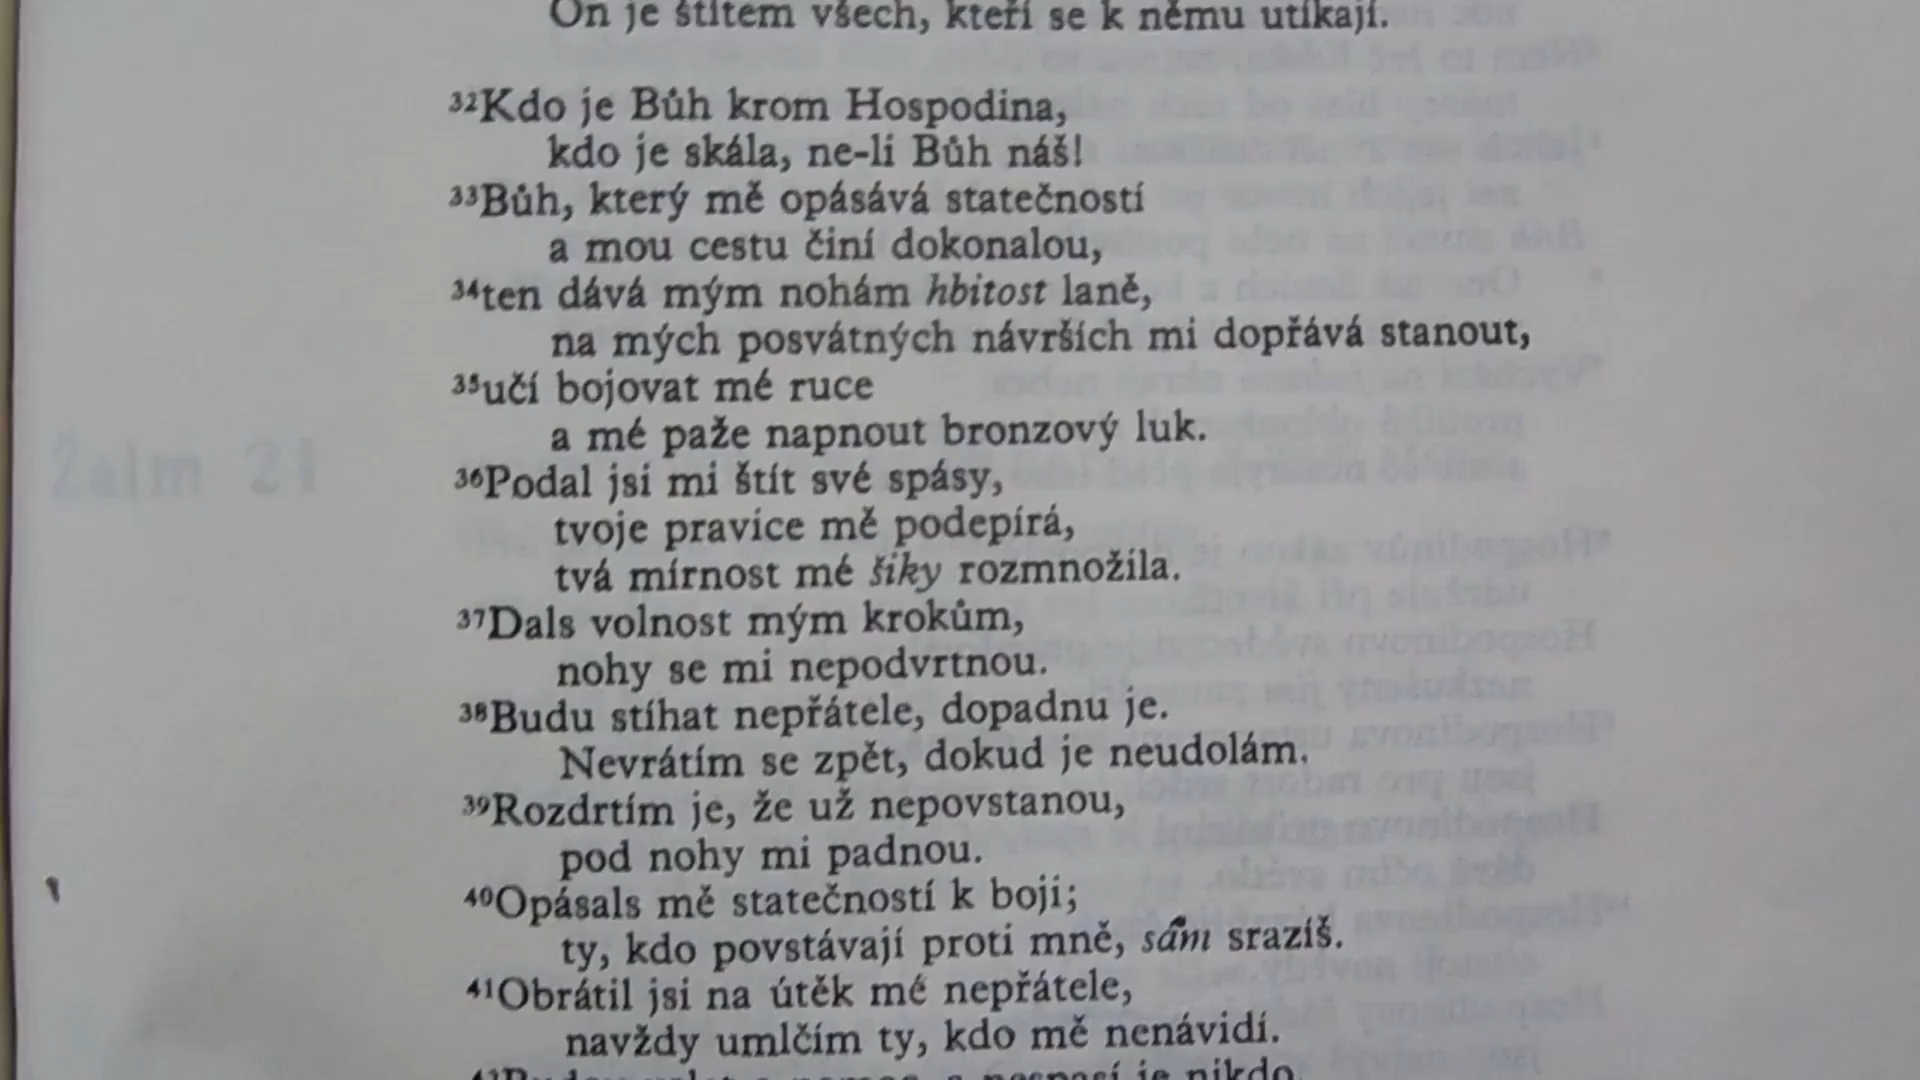 On je štítem všech, kteří se k němu utíkají.
32Kdo je Bůh krom Hospodina,
kdo je skála, ne-li Bůh náš!
33Bůh, který mě opásává statečností
a mou cestu činí dokonalou,
34ten dává mým nohám hbitost laně,
na mých posvátných návrších mi dopřává stanout,
35učí bojovat mé ruce
a mé paže napnout bronzový luk.
36Podal jsi mi štít své spásy,
tvoje pravice mě podepírá,
tvá mírnost mé šiky rozmnožila.
37Dals volnost mým krokům,
nohy se mi nepodvrtnou.
38Budu stíhat nepřátele, dopadnu je.
Nevrátím se zpět, dokud je neudolám.
39Rozdrtím je, že už nepovstanou,
pod nohy mi padnou.
40Opásals mě statečností k boji;
ty, kdo povstávají proti mně, sám srazíš.
41Obrátil jsi na útěk mé nepřátele,
navždy umlčím ty, kdo mě nenávidí.
nespasí je nikdo
Žalm 21